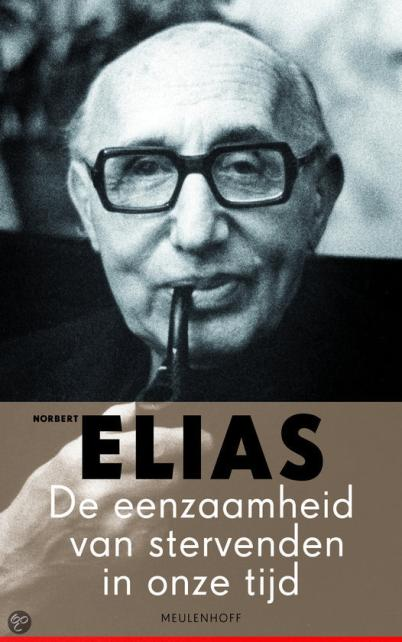 NORBERT ELIAS
De eenzaamheid
van stervenden
in onze tijd
MEULENHOFF